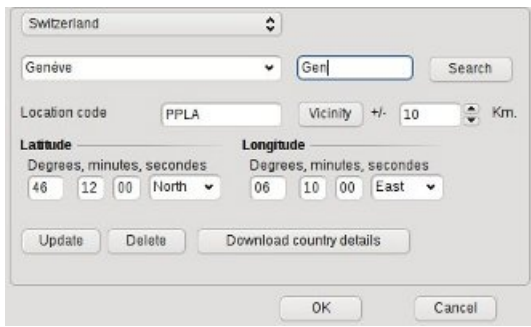 Switzerland
Genéve Gen Search
Location code PPLA Vicinity +/- 10 Km.
Latitude Longitude
Degrees, minutes, secondes Degrees, minutes, secondes
46 12 00 North 06 10 00 East
Update Delete Download country details
OK Cancel